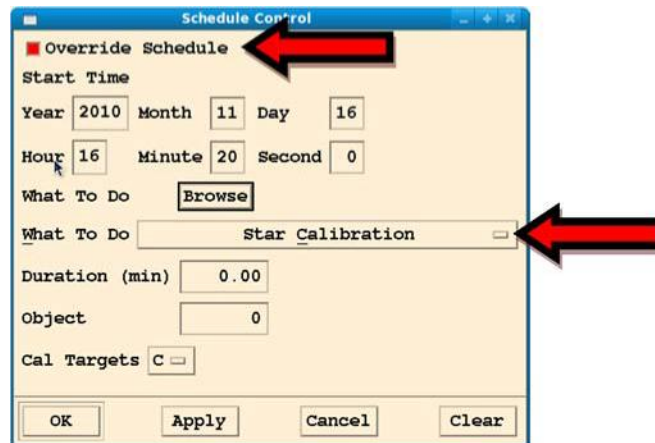 Schedule Control
Override Schedule
Start Time
Year 2010 Month 11 Day 16
Hour 16 Minute 20 Second 0
What To Do Browse
What To Do Star Calibration
Duration (min) 0.00
Object 0
Cal Targets C
OK Apply Cancel Clear